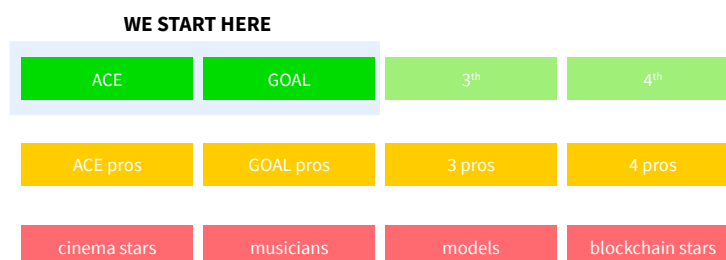 WE START HERE
ACE GOAL 3th 4th
ACE pros GOAL pros 3 pros 4 pros
cinema stars musicians models blockchain stars